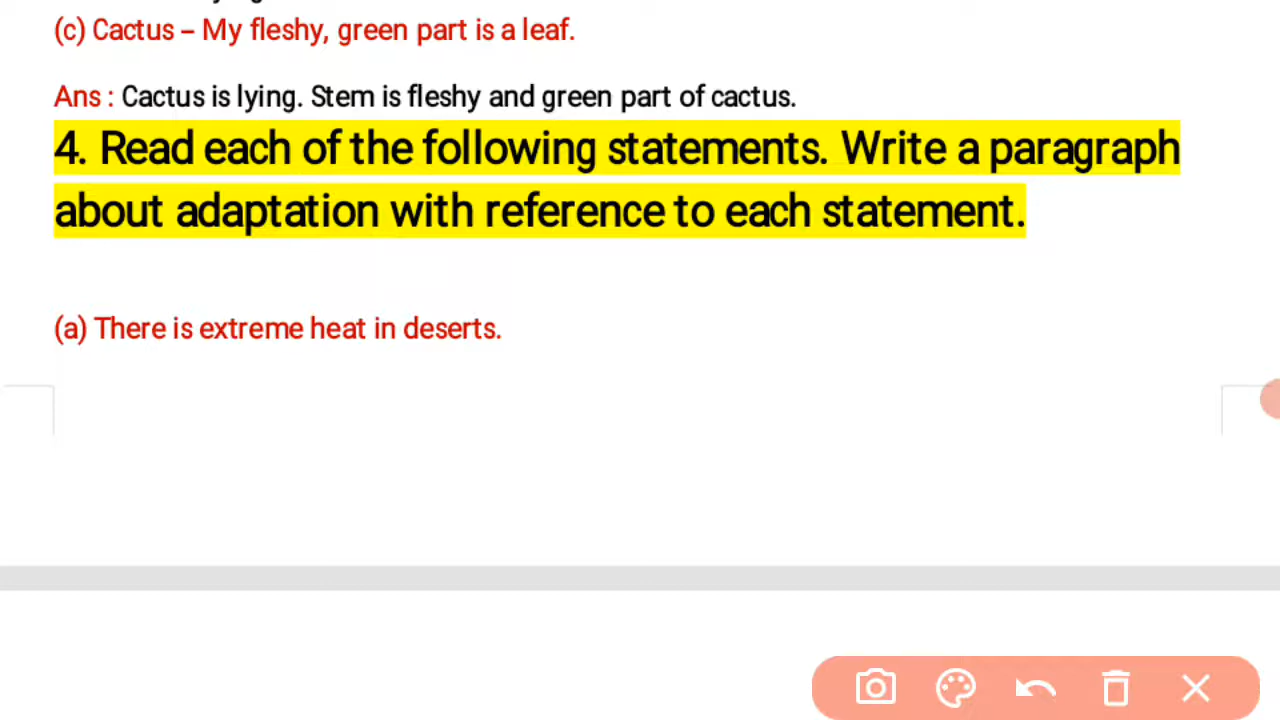 (c) Cactus – My fleshy, green part is a leaf.
Ans : Cactus is lying. Stem is fleshy and green part of cactus.
4. Read each of the following statements. Write a paragraph
about adaptation with reference to each statement.
(a) There is extreme heat in deserts.